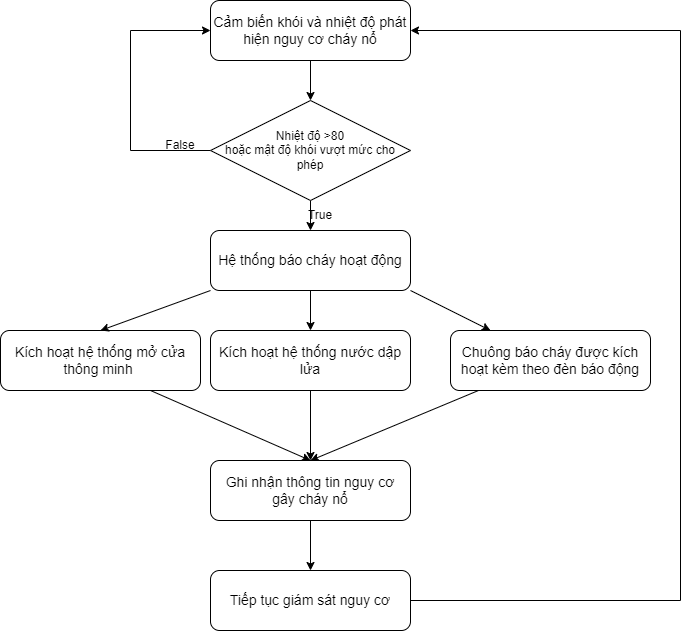 Cảm biến khói và nhiệt độ phát
hiện nguy cơ cháy nổ
Nhiệt độ >80
hoặc mật độ khói vượt mức cho
phép
False
True
Hệ thống báo cháy hoạt động
Kích hoạt hệ thống mở cửa
thông minh
Kích hoạt hệ thống nước dập
lửa
Chuông báo cháy được kích
hoạt kèm theo đèn báo động
Ghi nhận thông tin nguy cơ
gây cháy nổ
Tiếp tục giám sát nguy cơ